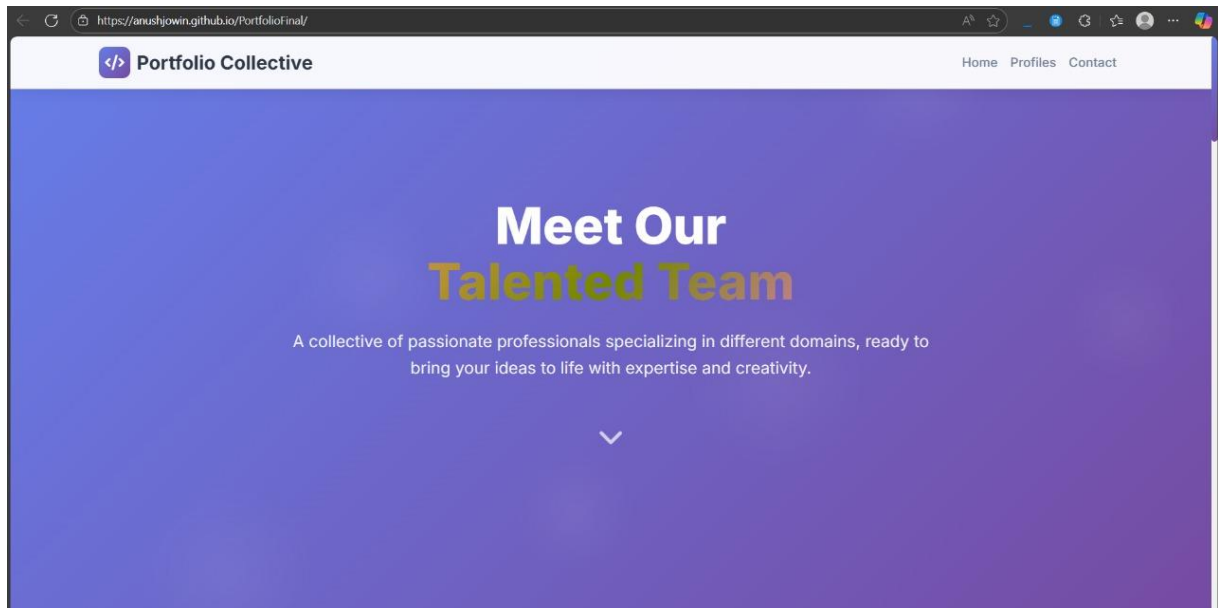 https://anushjowin.github.io/PortfolioFinal/
</> Portfolio Collective
Home Profiles Contact
Meet Our
Talented Team
A collective of passionate professionals specializing in different domains, ready to
bring your ideas to life with expertise and creativity.